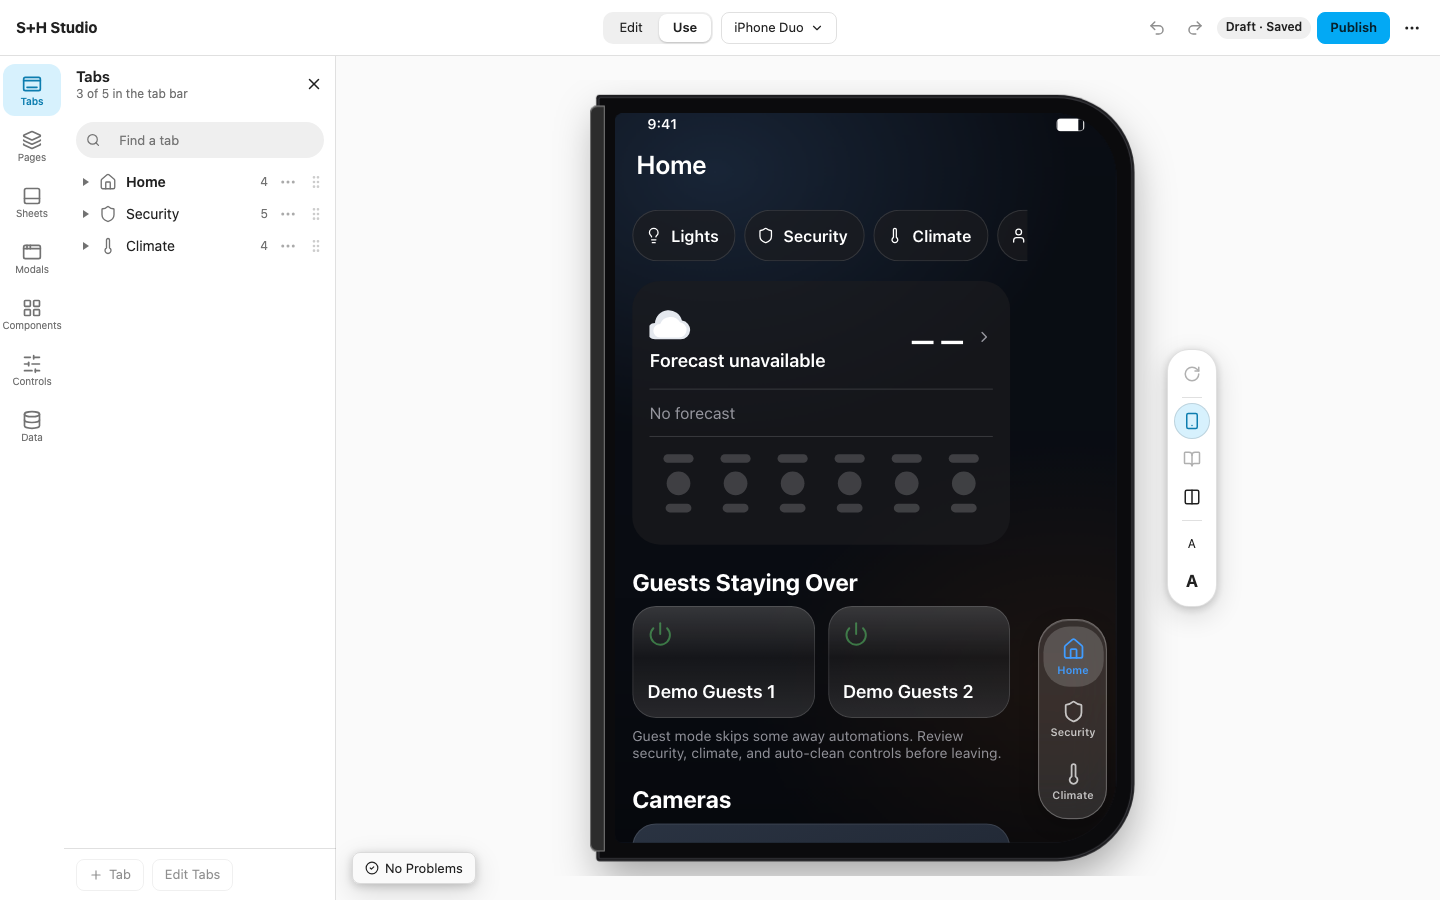 S+H Studio
Edit
Use
iPhone Duo
Draft · Saved
Publish
Tabs
Pages
Sheets
Modals
Components
Controls
Data
Tabs
3 of 5 in the tab bar
Find a tab
Home 4
Security 5
Climate 4
Tab
Edit Tabs
No Problems
9:41
Home
Lights
Security
Climate
Forecast unavailable
No forecast
Guests Staying Over
Demo Guests 1
Demo Guests 2
Guest mode skips some away automations. Review
security, climate, and auto-clean controls before leaving.
Cameras
Home
Security
Climate
A
A